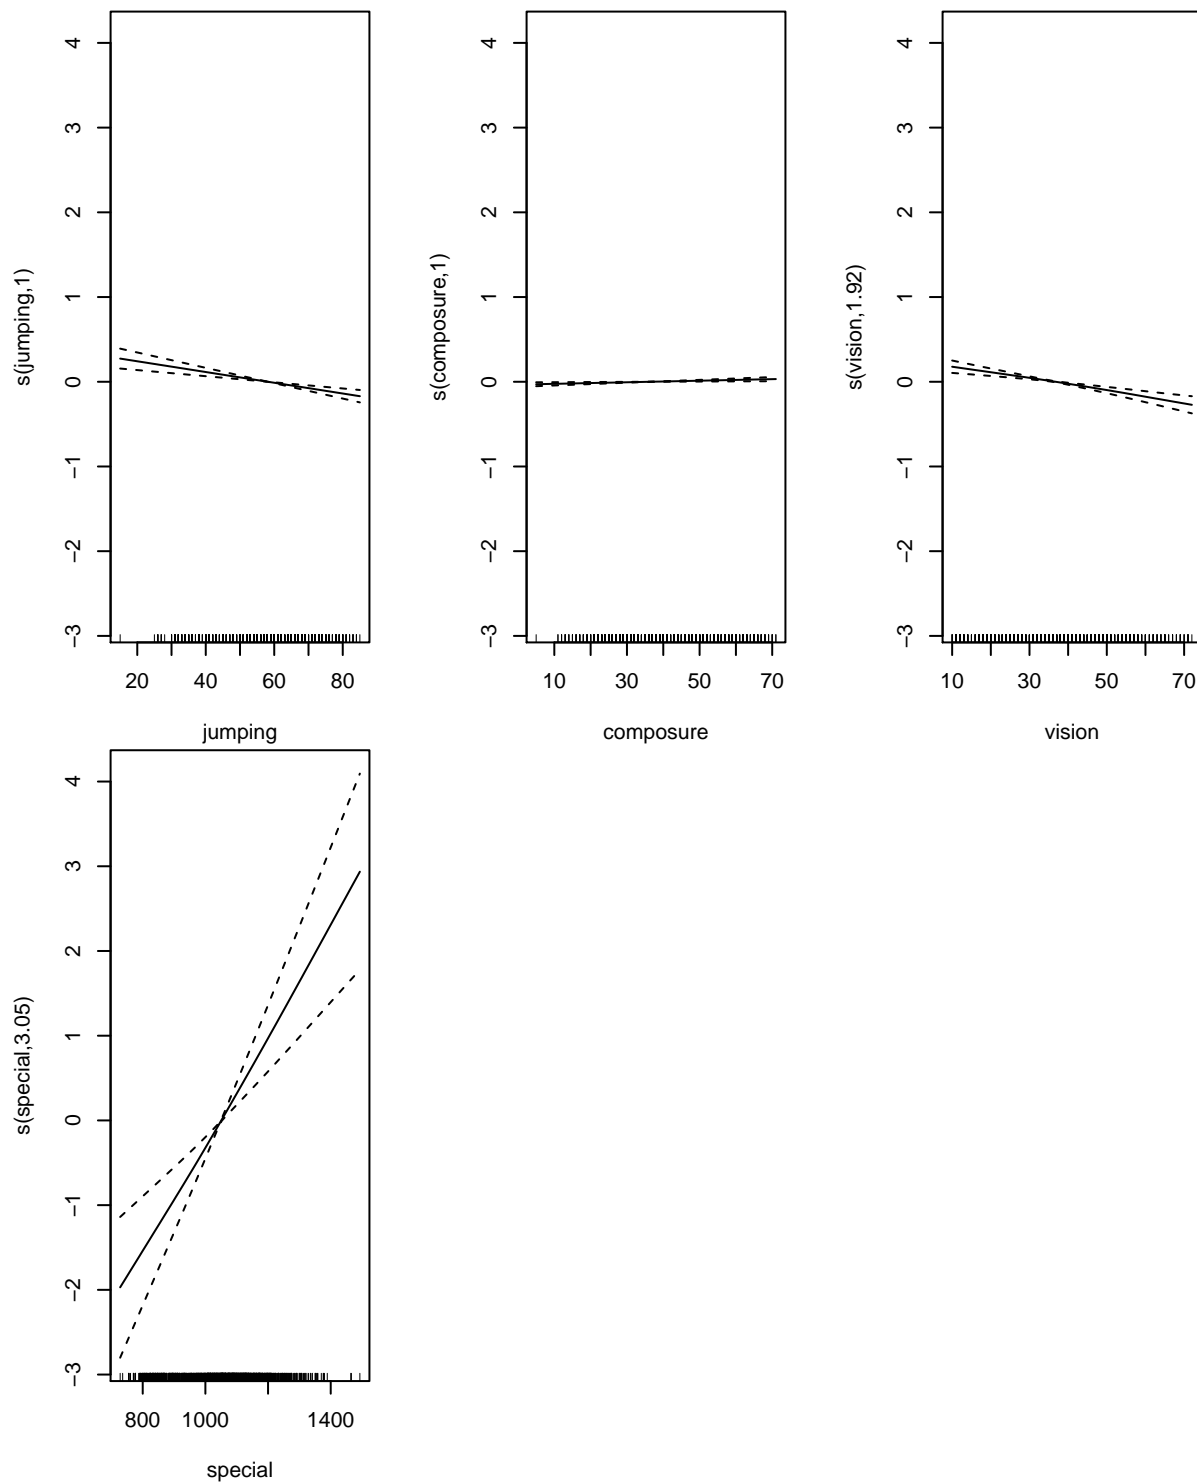 4
3
2
1
0
−1
−2
−3
s(jumping,1)
20 40 60 80
jumping
4
3
2
1
0
−1
−2
−3
s(composure,1)
10 30 50 70
composure
4
3
2
1
0
−1
−2
−3
s(vision,1.92)
10 30 50 70
vision
4
3
2
1
0
−1
−2
−3
s(special,3.05)
800 1000 1400
special